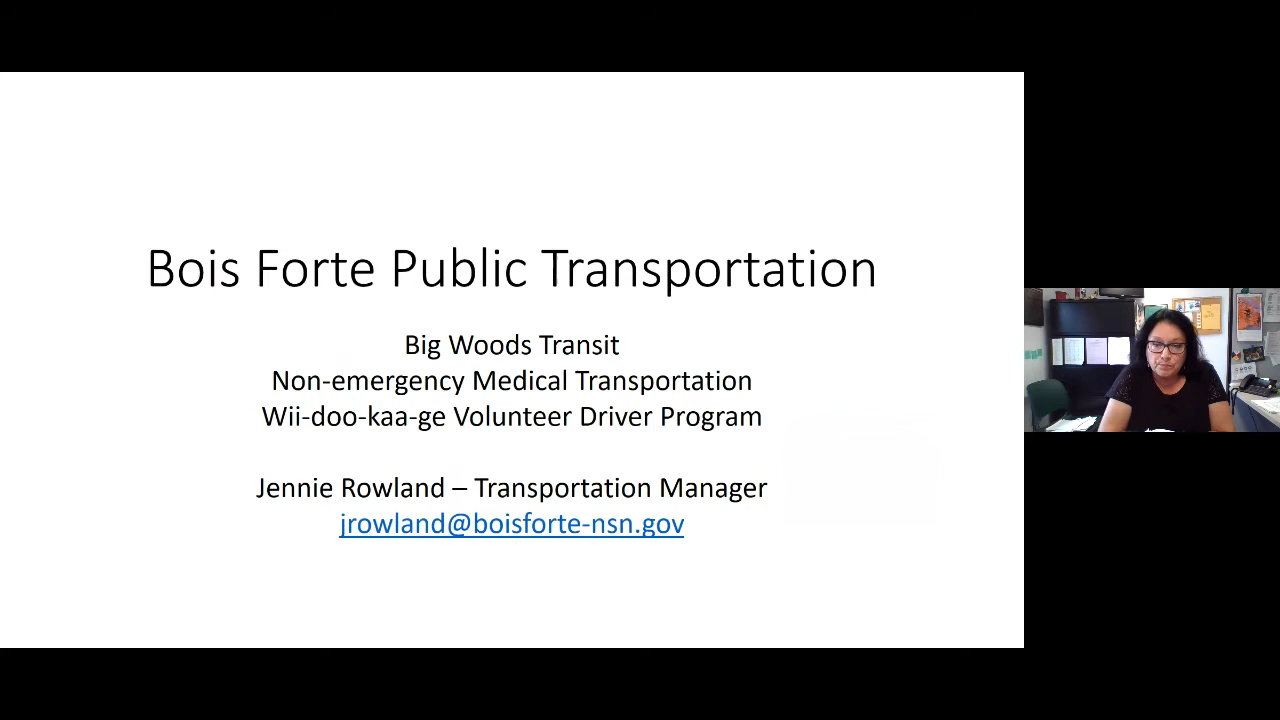 Bois Forte Public Transportation
Big Woods Transit
Non-emergency Medical Transportation
Wii-doo-kaa-ge Volunteer Driver Program
Jennie Rowland – Transportation Manager
jrowland@boisforte-nsn.gov